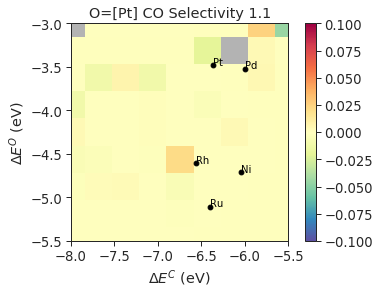 O=[Pt] CO Selectivity 1.1
ΔE^O (eV)
−3.0
−3.5
−4.0
−4.5
−5.0
−5.5
Pt
Pd
Rh
Ni
Ru
−8.0 −7.5 −7.0 −6.5 −6.0 −5.5
ΔE^C (eV)
0.100
0.075
0.050
0.025
0.000
−0.025
−0.050
−0.075
−0.100